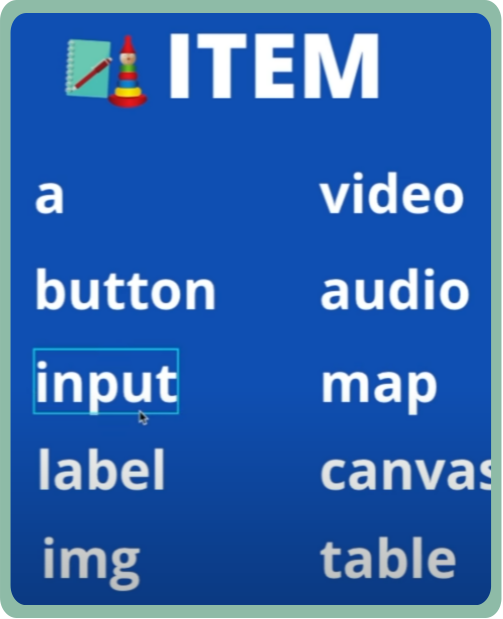 ITEM
a
button
input
label
img
video
audio
map
canvas
table